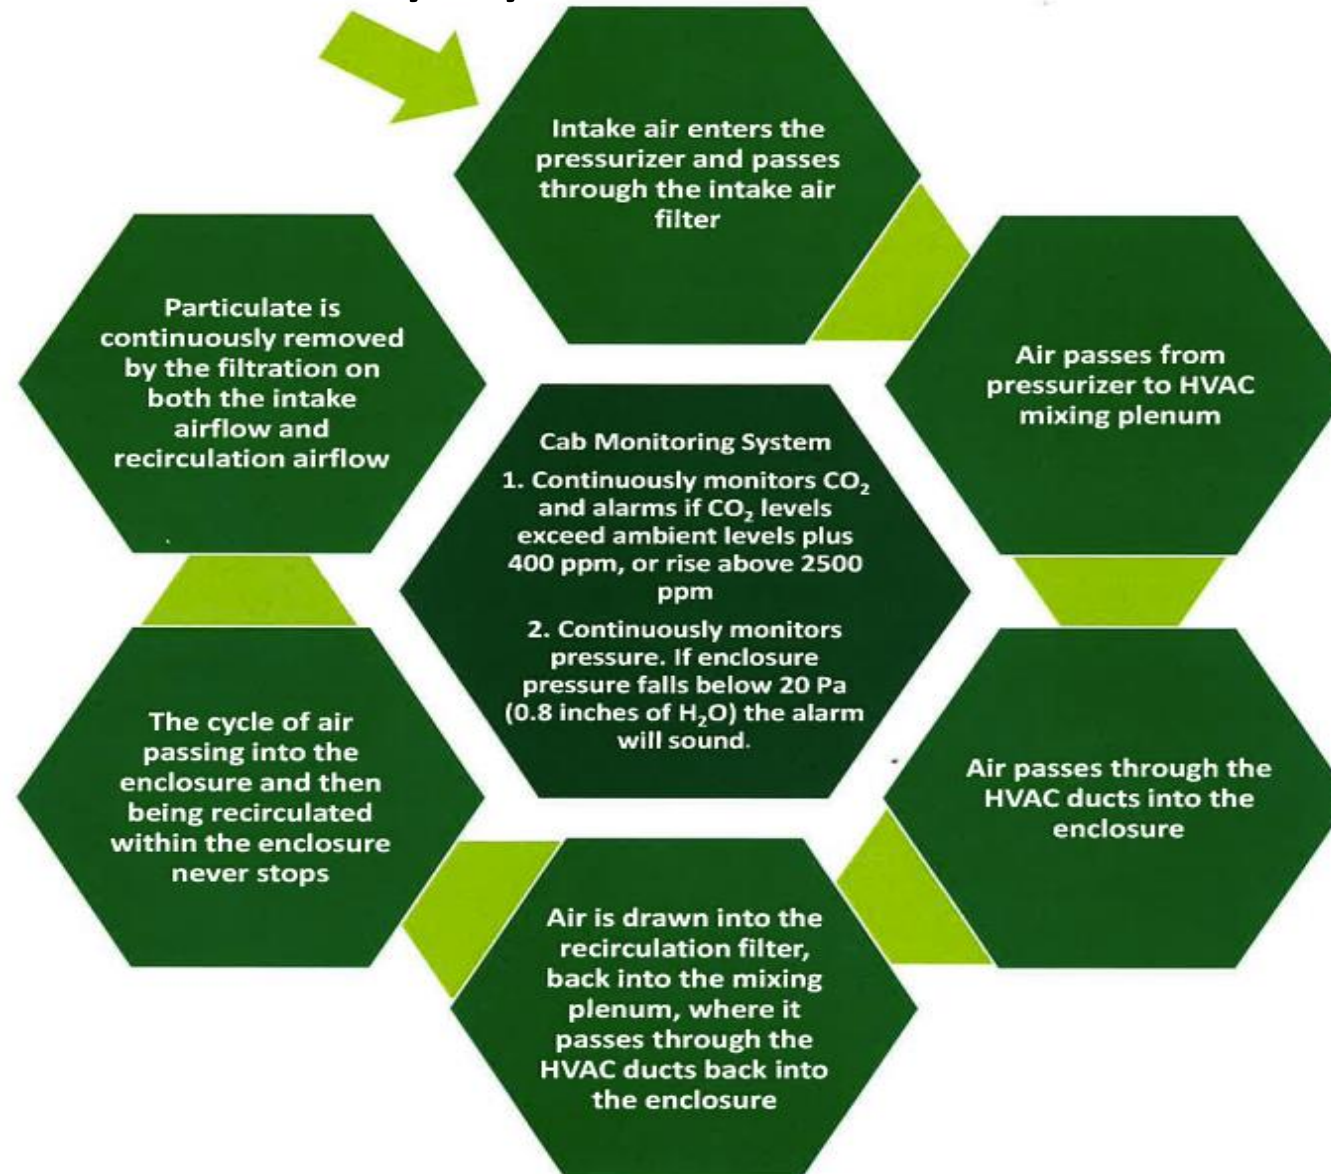 Intake air enters the
pressurizer and passes
through the intake air
filter
Air passes from
pressurizer to HVAC
mixing plenum
Air passes through the
HVAC ducts into the
enclosure
Air is drawn into the
recirculation filter,
back into the mixing
plenum, where it
passes through the
HVAC ducts back into
the enclosure
The cycle of air
passing into the
enclosure and then
being recirculated
within the enclosure
never stops
Particulate is
continuously removed
by the filtration on
both the intake
airflow and
recirculation airflow
Cab Monitoring System
1. Continuously monitors CO₂
and alarms if CO₂ levels
exceed ambient levels plus
400 ppm, or rise above 2500
ppm
2. Continuously monitors
pressure. If enclosure
pressure falls below 20 Pa
(0.8 inches of H₂O) the alarm
will sound.